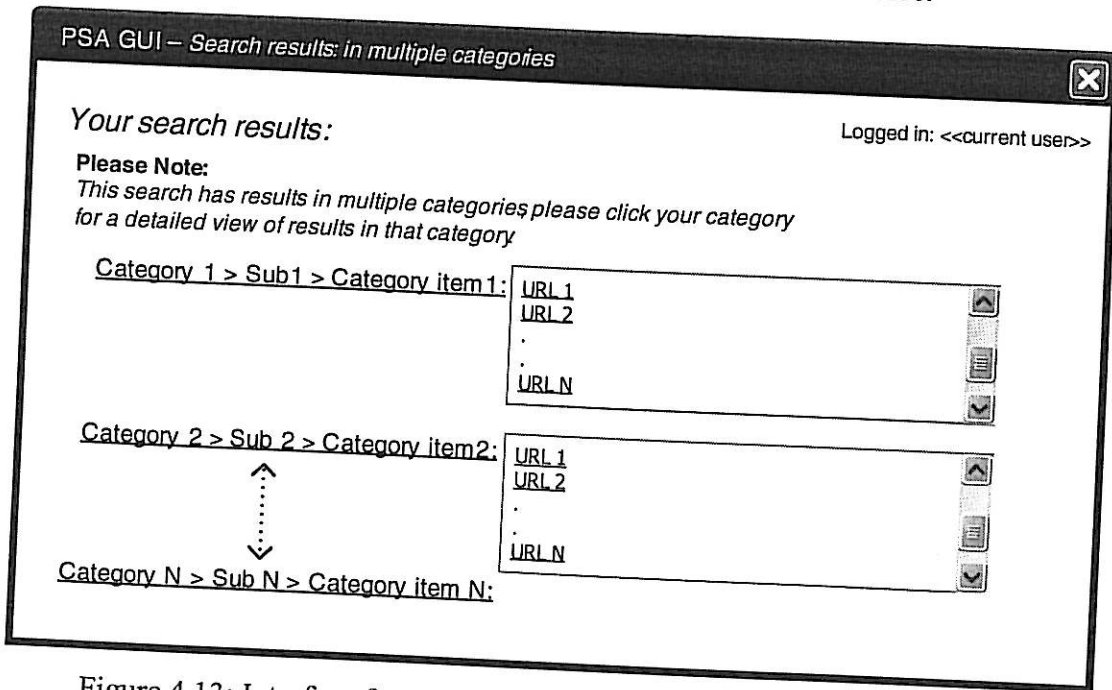 PSA GUI – Search results: in multiple categories
Your search results:
Logged in: <<current user>>
Please Note:
This search has results in multiple categories, please click your category
for a detailed view of results in that category
Category 1 > Sub1 > Category item1:
URL 1
URL 2
.
.
URL N
Category 2 > Sub 2 > Category item2:
URL 1
URL 2
.
.
URL N
Category N > Sub N > Category item N:
Figure 4.13: